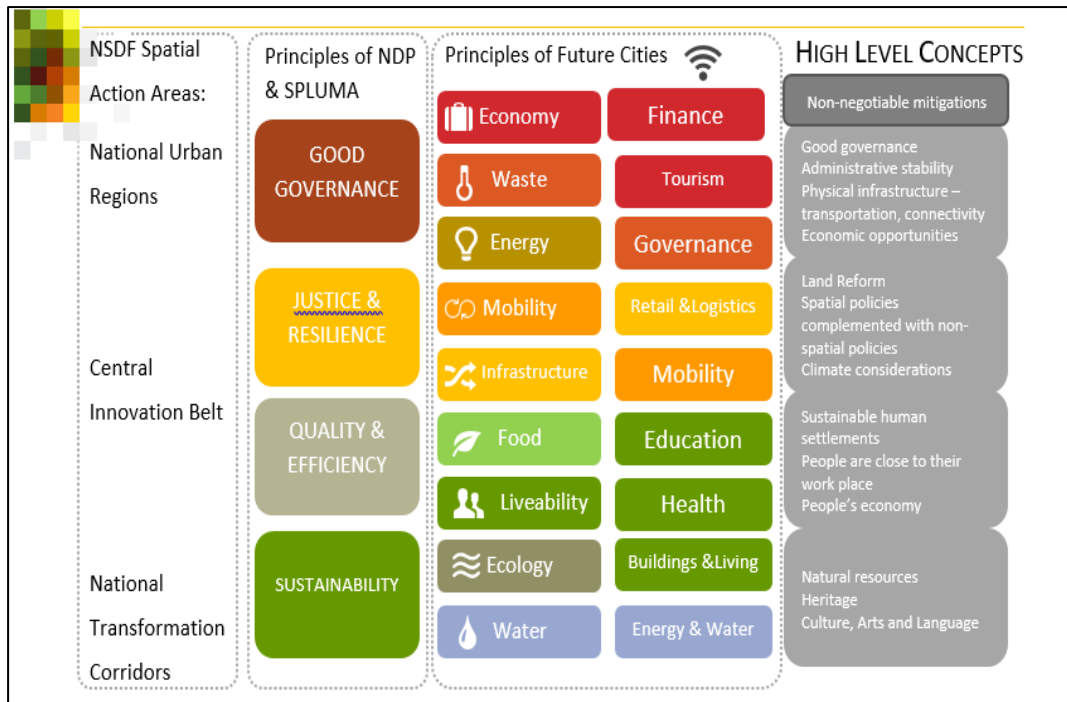 NSDF Spatial
Action Areas:
National Urban
Regions
Central
Innovation Belt
National
Transformation
Corridors
Principles of NDP
& SPLUMA
GOOD
GOVERNANCE
JUSTICE &
RESILIENCE
QUALITY &
EFFICIENCY
SUSTAINABILITY
Principles of Future Cities
Economy
Finance
Waste
Tourism
Energy
Governance
Mobility
Retail &Logistics
Infrastructure
Mobility
Food
Education
Liveability
Health
Ecology
Buildings &Living
Water
Energy & Water
HIGH LEVEL CONCEPTS
Non-negotiable mitigations
Good governance
Administrative stability
Physical infrastructure –
transportation, connectivity
Economic opportunities
Land Reform
Spatial policies
complemented with non-
spatial policies
Climate considerations
Sustainable human
settlements
People are close to their
work place
People's economy
Natural resources
Heritage
Culture, Arts and Language